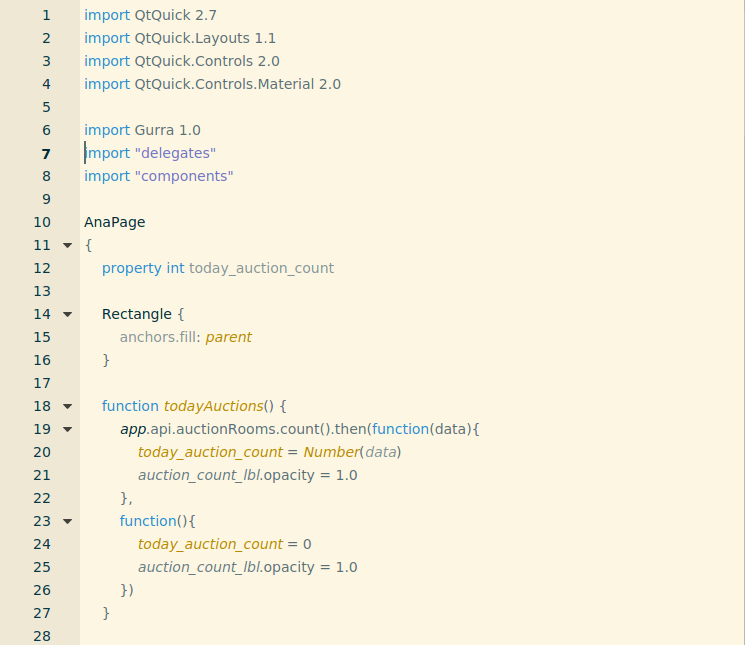 1 import QtQuick 2.7
2 import QtQuick.Layouts 1.1
3 import QtQuick.Controls 2.0
4 import QtQuick.Controls.Material 2.0
5
6 import Gurra 1.0
7 import "delegates"
8 import "components"
9
10 AnaPage
11 {
12     property int today_auction_count
13
14     Rectangle {
15         anchors.fill: parent
16     }
17
18     function todayAuctions() {
19         app.api.auctionRooms.count().then(function(data){
20             today_auction_count = Number(data)
21             auction_count_lbl.opacity = 1.0
22         },
23         function(){
24             today_auction_count = 0
25             auction_count_lbl.opacity = 1.0
26         })
27     }
28